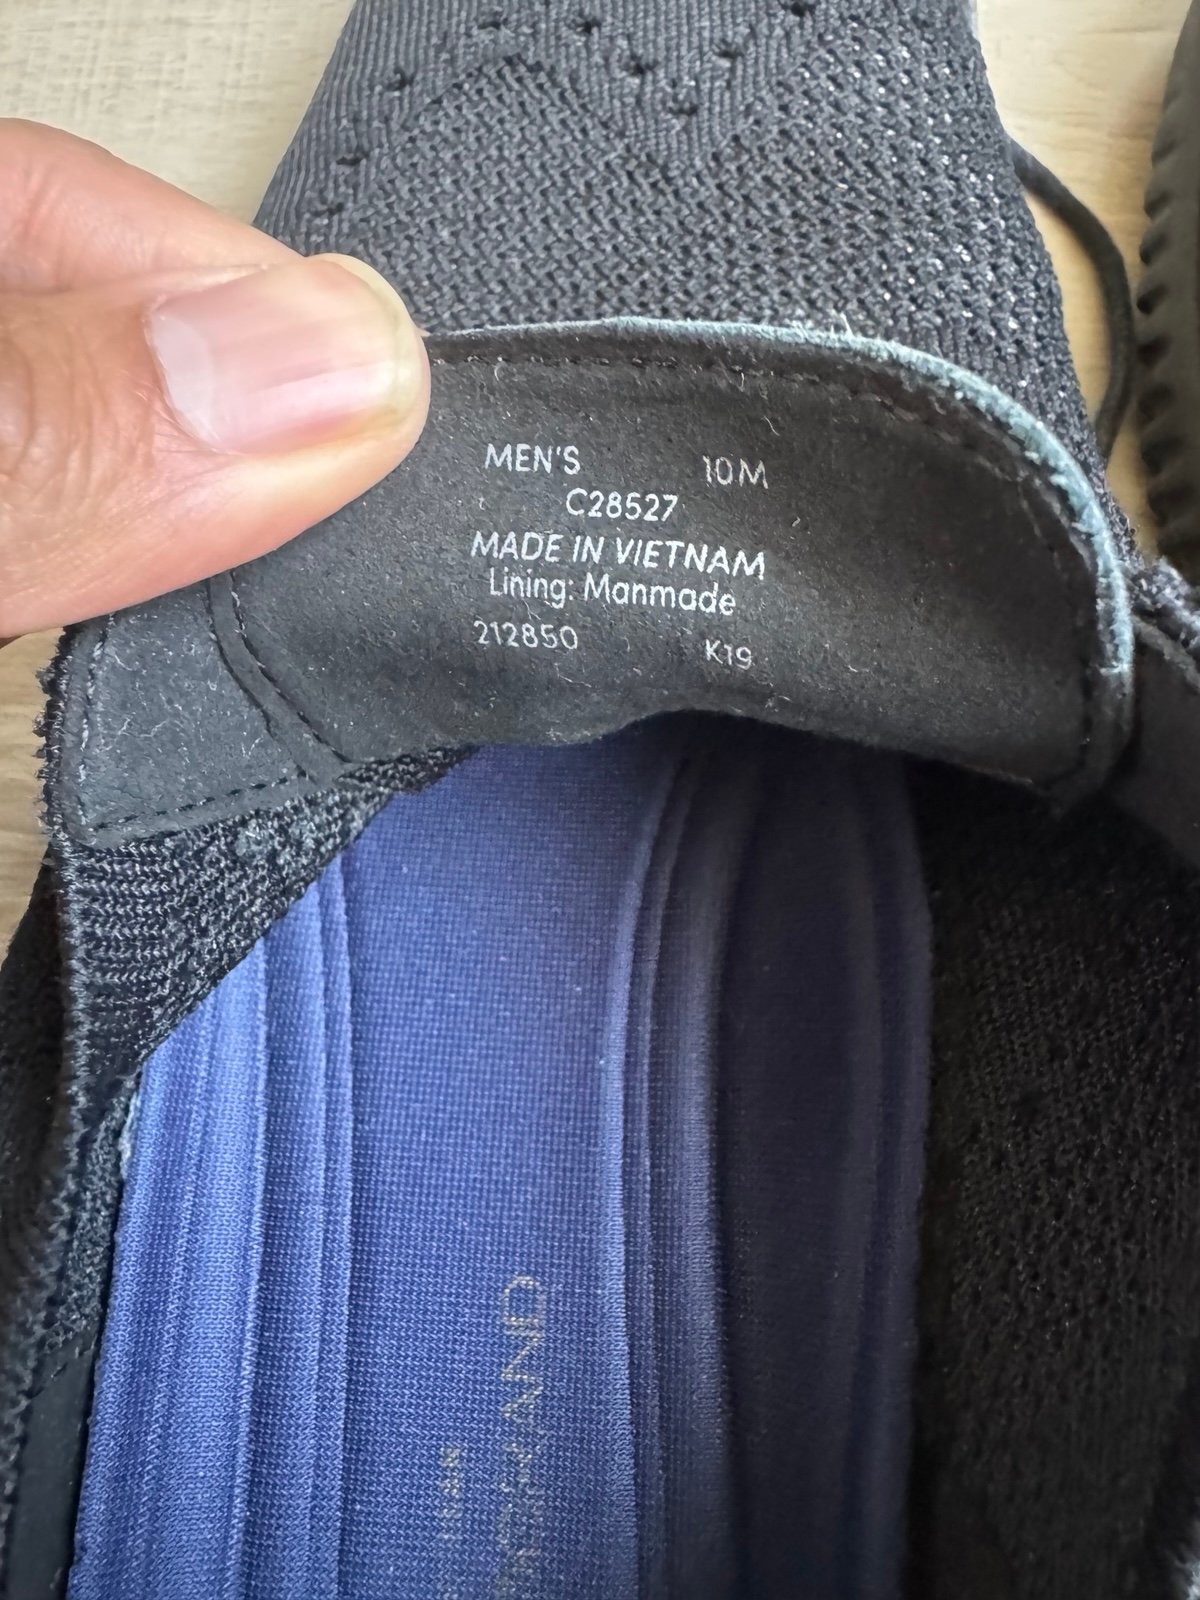 MEN'S 10M
C28527
MADE IN VIETNAM
Lining: Manmade
212850 K19